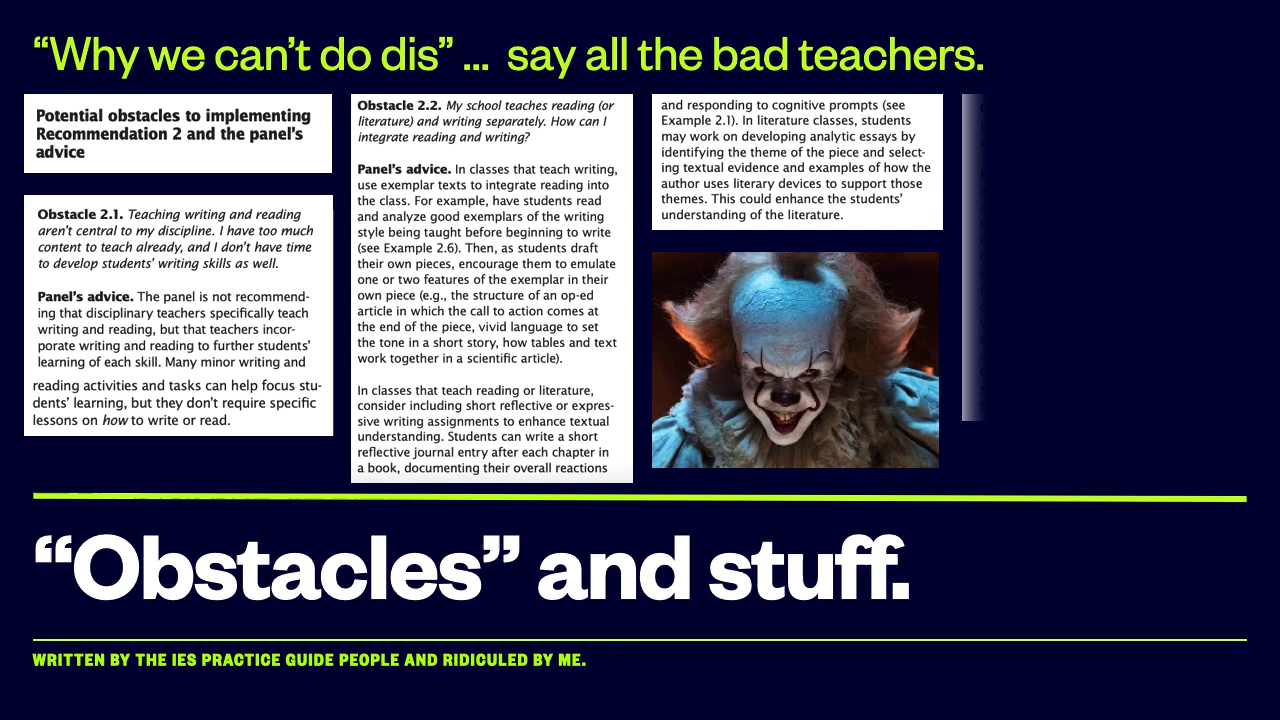 “Why we can’t do dis” ... say all the bad teachers.
Potential obstacles to implementing
Recommendation 2 and the panel’s
advice
Obstacle 2.1. Teaching writing and reading
aren’t central to my discipline. I have too much
content to teach already, and I don’t have time
to develop students’ writing skills as well.
Panel’s advice. The panel is not recommend-
ing that disciplinary teachers specifically teach
writing and reading, but that teachers incor-
porate writing and reading to further students’
learning of each skill. Many minor writing and
reading activities and tasks can help focus stu-
dents’ learning, but they don’t require specific
lessons on how to write or read.
Obstacle 2.2. My school teaches reading (or
literature) and writing separately. How can I
integrate reading and writing?
Panel’s advice. In classes that teach writing,
use exemplar texts to integrate reading into
the class. For example, have students read
and analyze good exemplars of the writing
style being taught before beginning to write
(see Example 2.6). Then, as students draft
their own pieces, encourage them to emulate
one or two features of the exemplar in their
own piece (e.g., the structure of an op-ed
article in which the call to action comes at
the end of the piece, vivid language to set
the tone in a short story, how tables and text
work together in a scientific article).
In classes that teach reading or literature,
consider including short reflective or expres-
sive writing assignments to enhance textual
understanding. Students can write a short
reflective journal entry after each chapter in
a book, documenting their overall reactions
and responding to cognitive prompts (see
Example 2.1). In literature classes, students
may work on developing analytic essays by
identifying the theme of the piece and select-
ing textual evidence and examples of how the
author uses literary devices to support those
themes. This could enhance the students’
understanding of the literature.
“Obstacles” and stuff.
WRITTEN BY THE IES PRACTICE GUIDE PEOPLE AND RIDICULED BY ME.